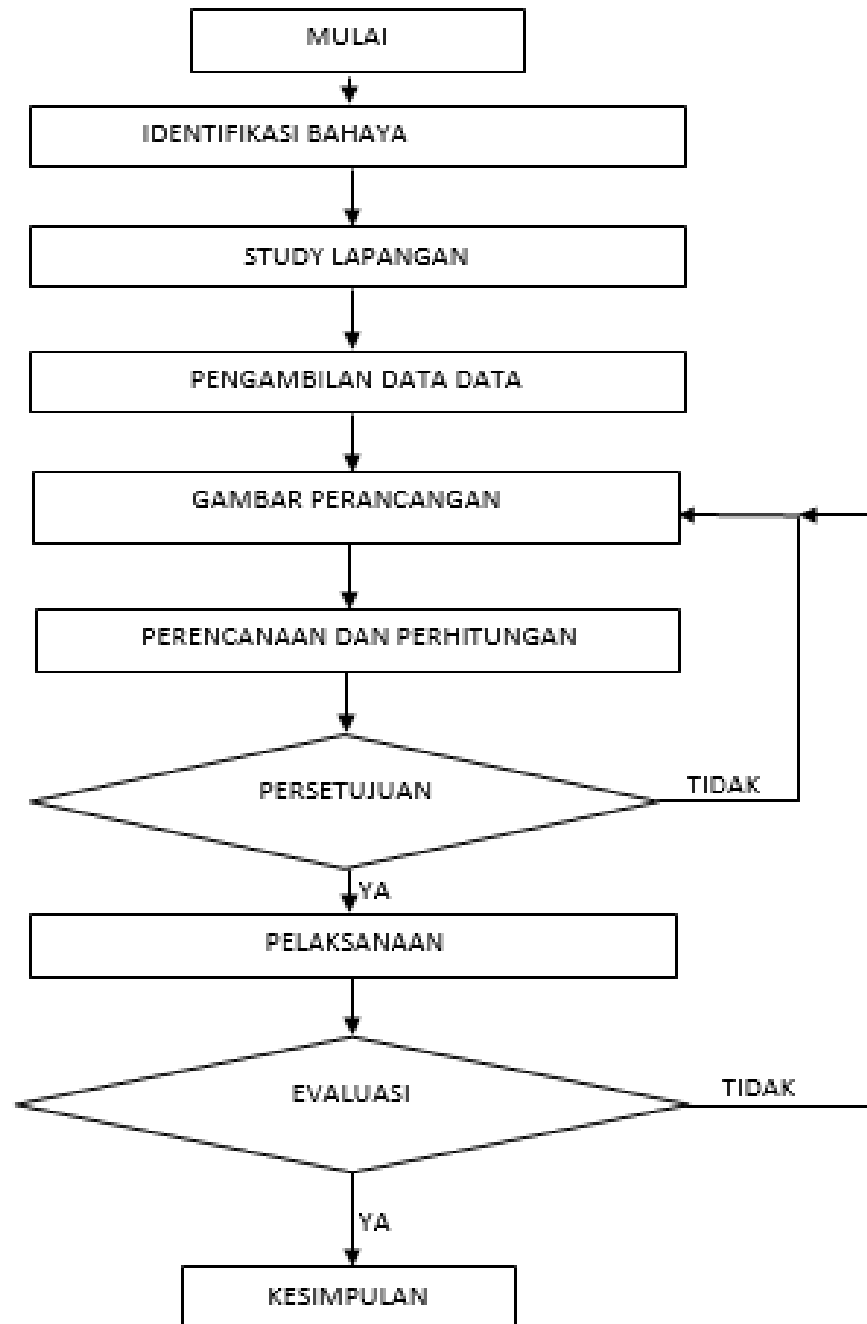 MULAI
IDENTIFIKASI BAHAYA
STUDY LAPANGAN
PENGAMBILAN DATA DATA
GAMBAR PERANCANGAN
PERENCANAAN DAN PERHITUNGAN
PERSETUJUAN
TIDAK
YA
PELAKSANAAN
EVALUASI
TIDAK
YA
KESIMPULAN